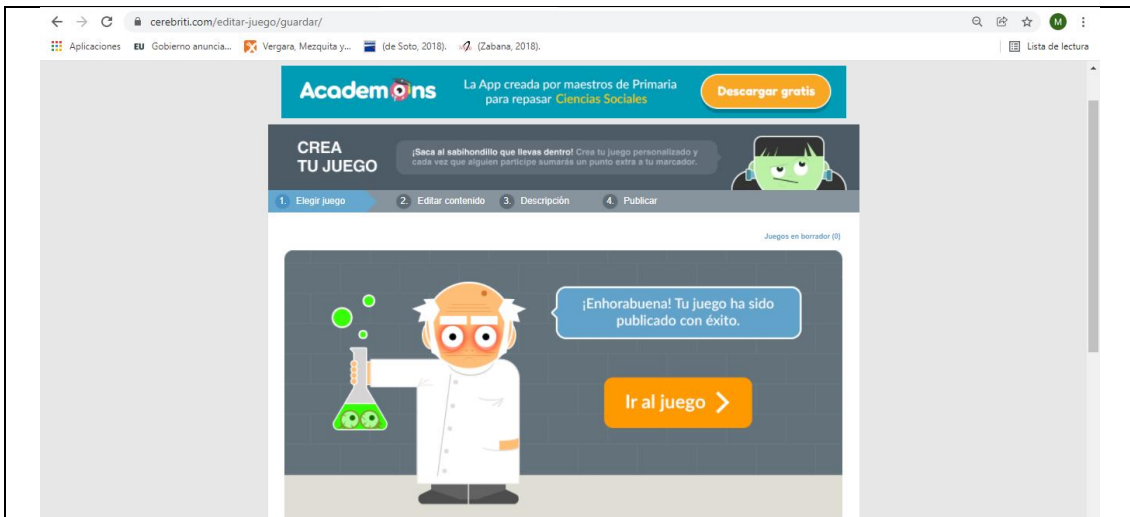 cerebriti.com/editar-juego/guardar/
M
Aplicaciones EU Gobierno anuncia... Vergara, Mezquita y... (de Soto, 2018). (Zabana, 2018). Lista de lectura
Academons
La App creada por maestros de Primaria
para repasar Ciencias Sociales
Descargar gratis
CREA
TU JUEGO
¡Saca al sabihondillo que llevas dentro! Crea tu juego personalizado y
cada vez que alguien participe sumarás un punto extra a tu marcador.
1. Elegir juego 2. Editar contenido 3. Descripción 4. Publicar
Juegos en borrador (0)
¡Enhorabuena! Tu juego ha sido
publicado con éxito.
Ir al juego